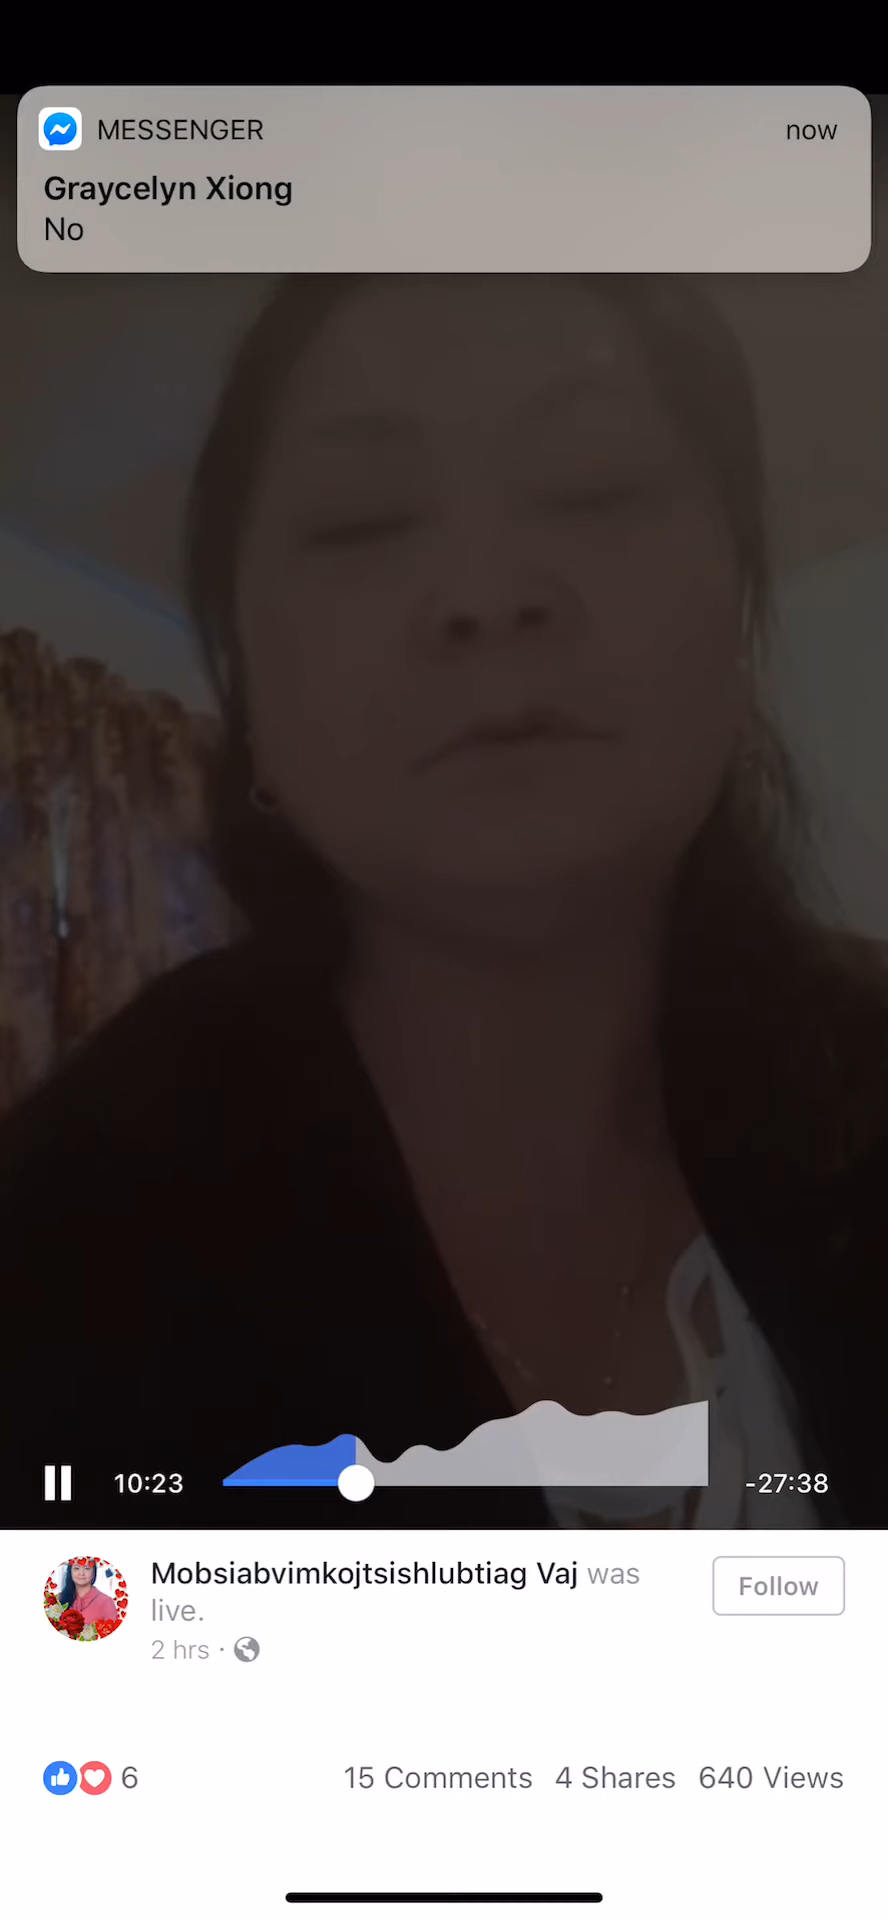 MESSENGER now
Graycelyn Xiong
No
10:23 -27:38
Mobsiabvimkojtsishlubtiag Vaj was
live.
Follow
2 hrs ·
6 15 Comments 4 Shares 640 Views